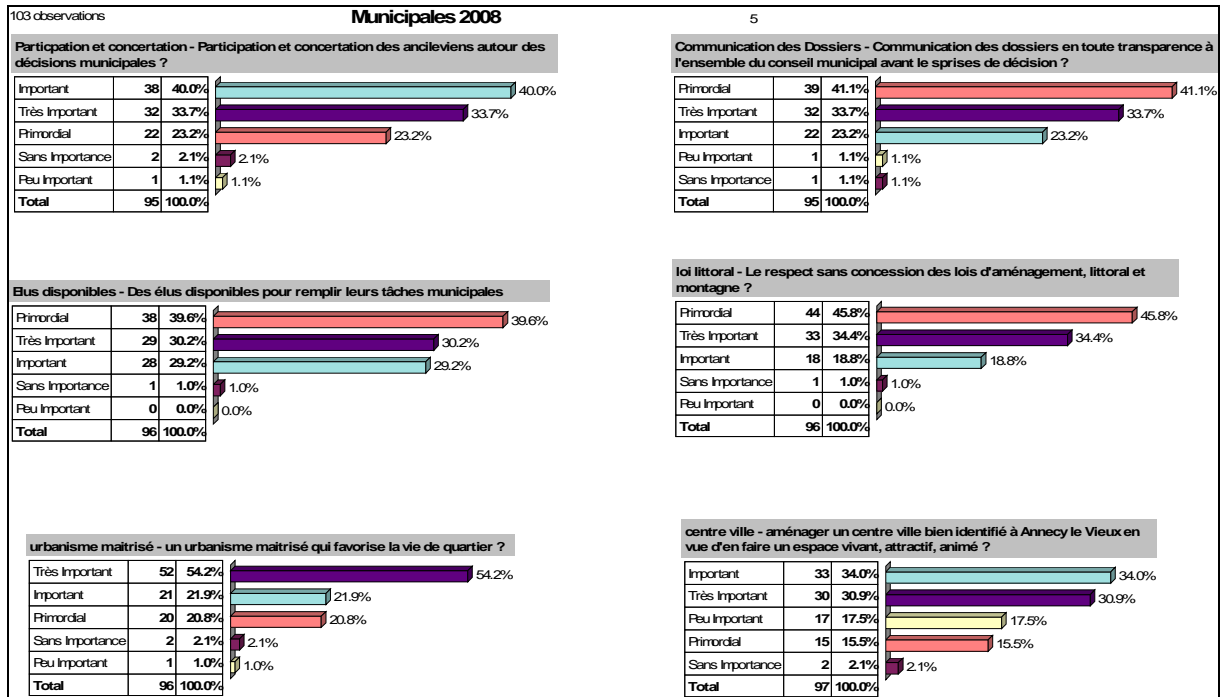 103 observations Municipales 2008 5
Particpation et concertation - Participation et concertation des ancileviens autour des
décisions municipales ?
Important 38 40.0% 40.0%
Très Important 32 33.7% 33.7%
Primordial 22 23.2% 23.2%
Sans Importance 2 2.1% 2.1%
Peu Important 1 1.1% 1.1%
Total 95 100.0%
Communication des Dossiers - Communication des dossiers en toute transparence à
l'ensemble du conseil municipal avant le sprises de décision ?
Primordial 39 41.1% 41.1%
Très Important 32 33.7% 33.7%
Important 22 23.2% 23.2%
Peu Important 1 1.1% 1.1%
Sans Importance 1 1.1% 1.1%
Total 95 100.0%
Elus disponibles - Des élus disponibles pour remplir leurs tâches municipales
Primordial 38 39.6% 39.6%
Très Important 29 30.2% 30.2%
Important 28 29.2% 29.2%
Sans Importance 1 1.0% 1.0%
Peu Important 0 0.0% 0.0%
Total 96 100.0%
loi littoral - Le respect sans concession des lois d'aménagement, littoral et
montagne ?
Primordial 44 45.8% 45.8%
Très Important 33 34.4% 34.4%
Important 18 18.8% 18.8%
Sans Importance 1 1.0% 1.0%
Peu Important 0 0.0% 0.0%
Total 96 100.0%
urbanisme maitrisé - un urbanisme maitrisé qui favorise la vie de quartier ?
Très Important 52 54.2% 54.2%
Important 21 21.9% 21.9%
Primordial 20 20.8% 20.8%
Sans Importance 2 2.1% 2.1%
Peu Important 1 1.0% 1.0%
Total 96 100.0%
centre ville - aménager un centre ville bien identifié à Annecy le Vieux en
vue d'en faire un espace vivant, attractif, animé ?
Important 33 34.0% 34.0%
Très Important 30 30.9% 30.9%
Peu Important 17 17.5% 17.5%
Primordial 15 15.5% 15.5%
Sans Importance 2 2.1% 2.1%
Total 97 100.0%